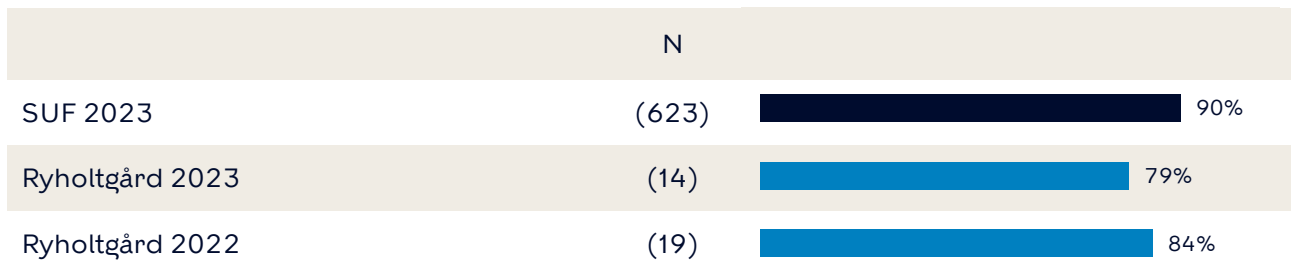 N
SUF 2023 (623) 90%
Ryholtgård 2023 (14) 79%
Ryholtgård 2022 (19) 84%